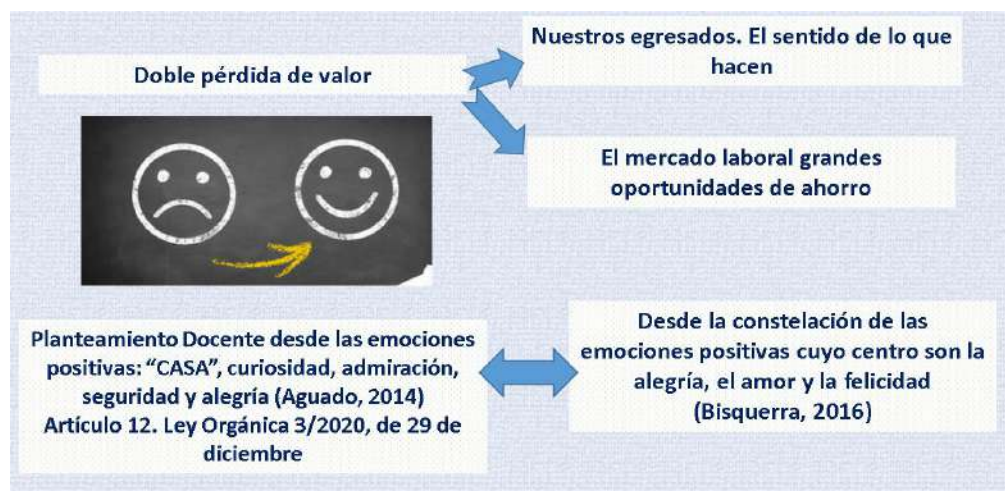 Doble pérdida de valor
Nuestros egresados. El sentido de lo que
hacen
El mercado laboral grandes
oportunidades de ahorro
Planteamiento Docente desde las emociones
positivas: “CASA”, curiosidad, admiración,
seguridad y alegría (Aguado, 2014)
Artículo 12. Ley Orgánica 3/2020, de 29 de
diciembre
Desde la constelación de las
emociones positivas cuyo centro son la
alegría, el amor y la felicidad
(Bisquerra, 2016)